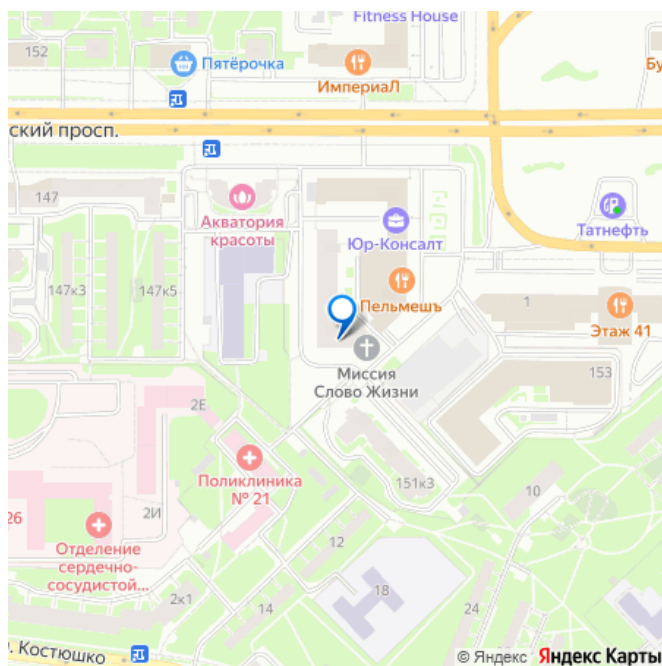 Fitness House
152
Пятёрочка
ИмпериаЛ
Бу
ский просп.
147
Акватория
красоты
Юр-Консалт
Татнефть
147к3
147к5
Пельмешъ
1
Этаж 41
Миссия
Слово Жизни
153
2Е
Поликлиника
№ 21
151к3
10
26
2И
Отделение
сердечно-
сосудистой...
12
18
2к1
14
24
. Костюшко
© Яндекс Яндекс Карты